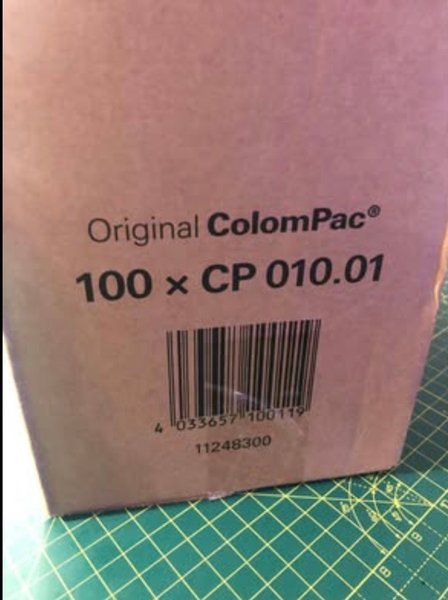 Original ColomPac®
100 × CP 010.01
4 033657 100119
11248300